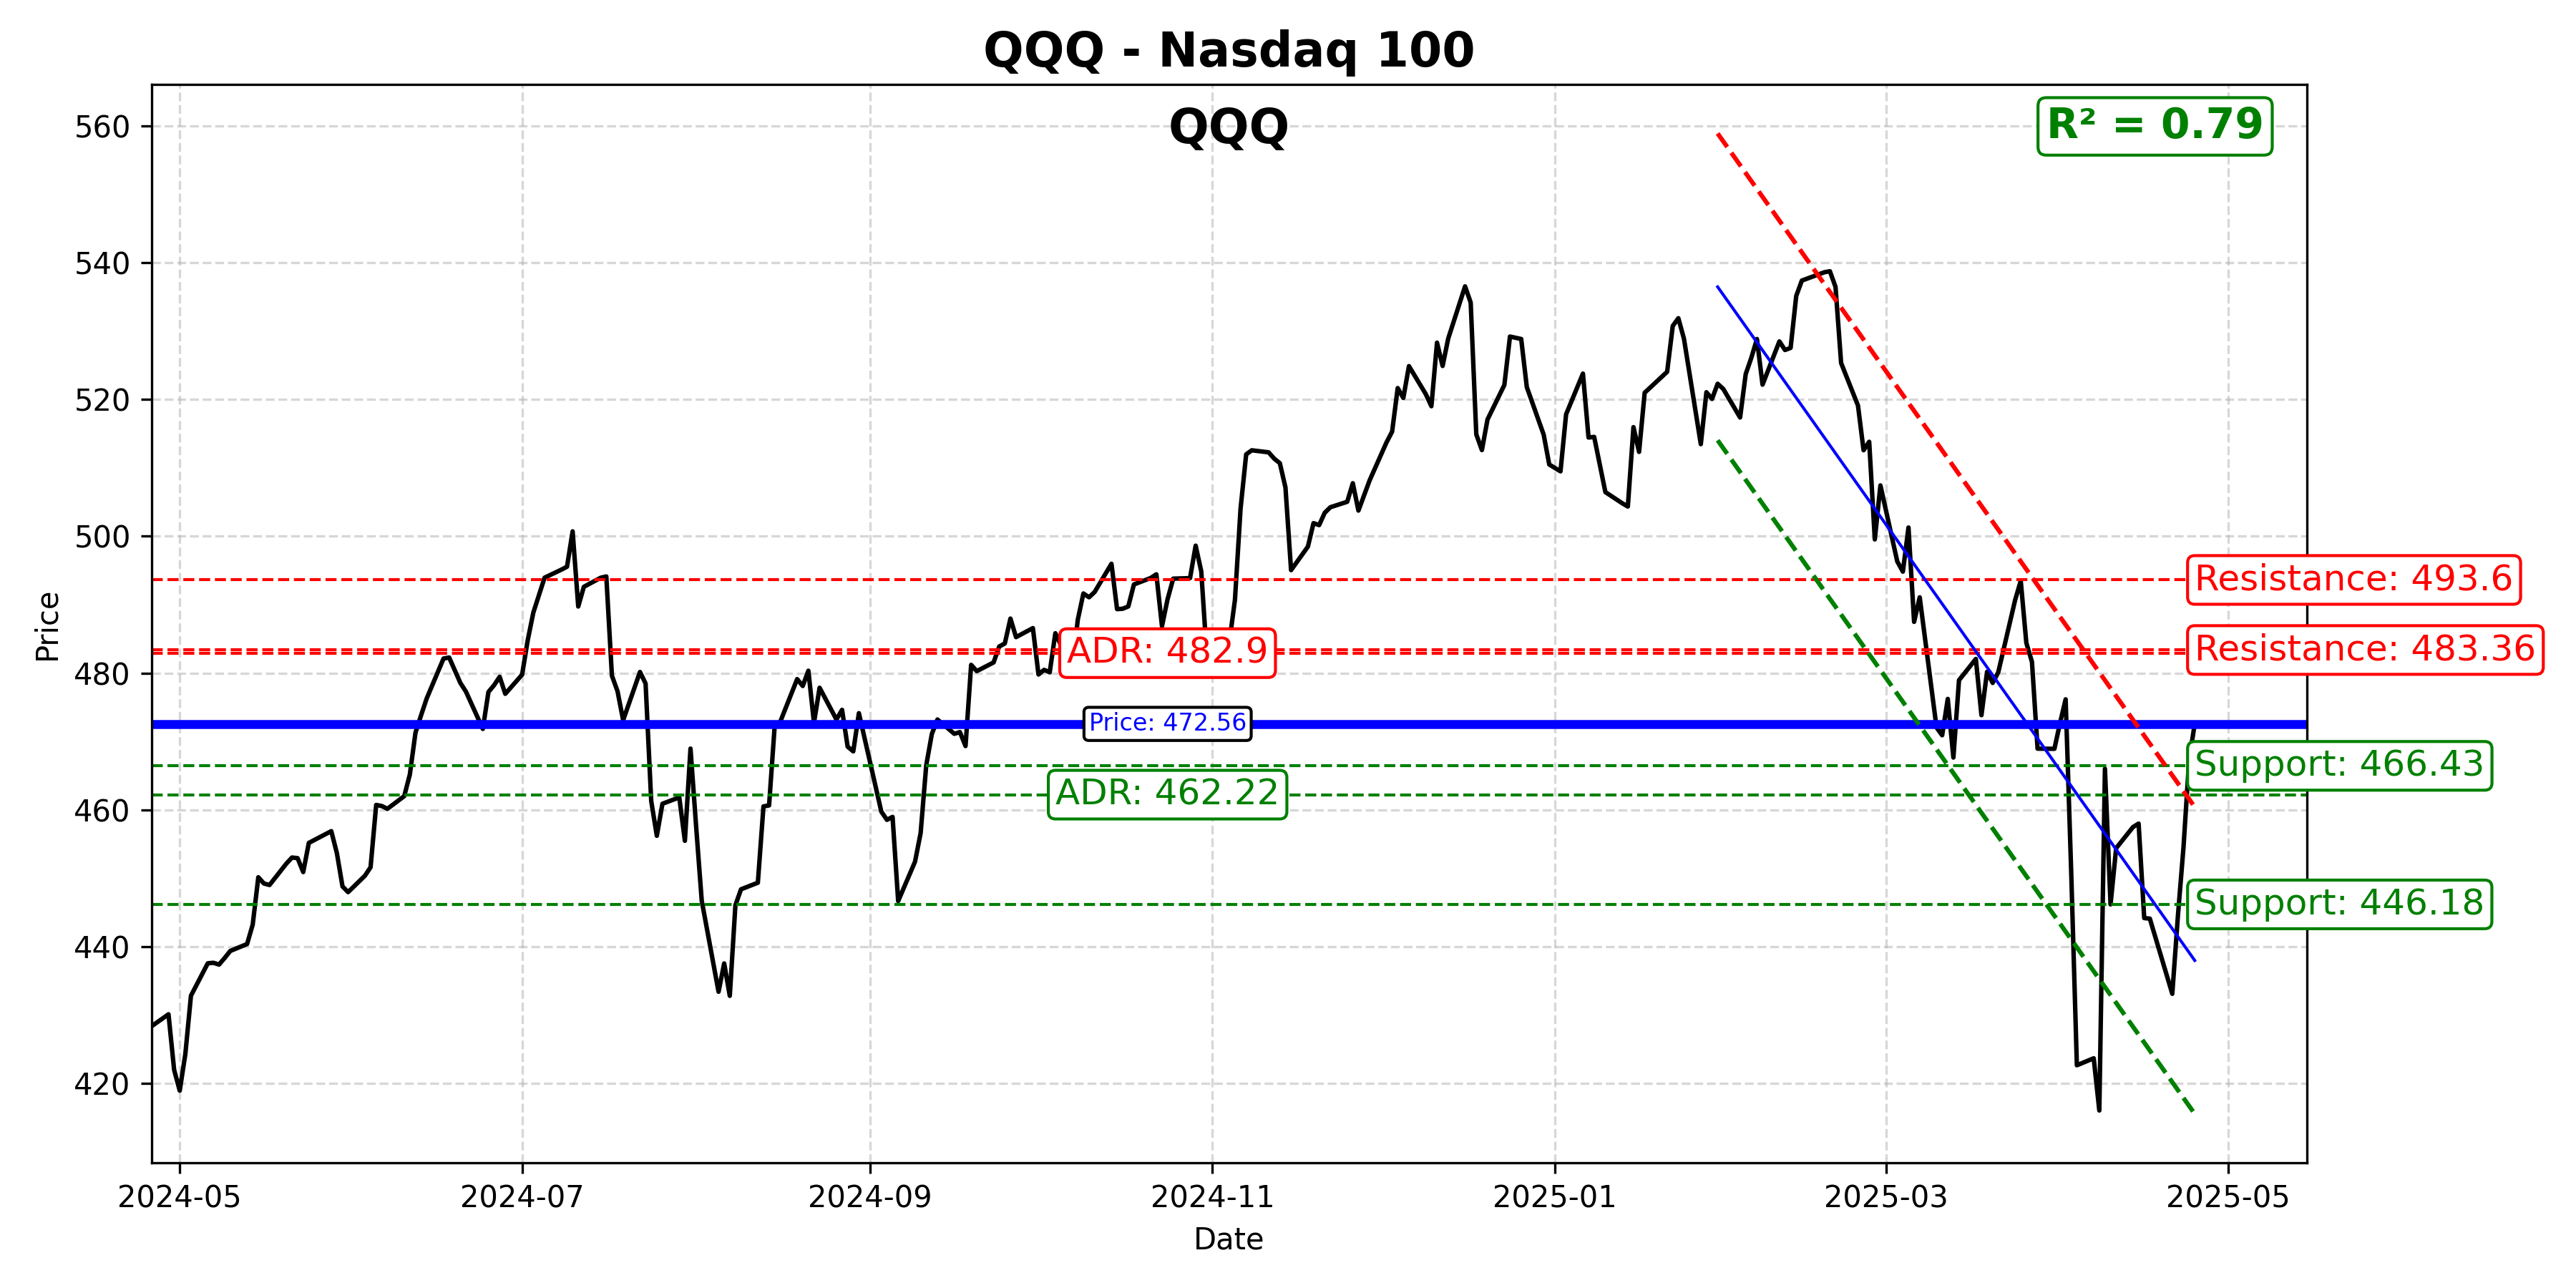 QQQ - Nasdaq 100
QQQ
R² = 0.79
Price
560
540
520
500
480
460
440
420
Resistance: 493.6
ADR: 482.9
Resistance: 483.36
Price: 472.56
Support: 466.43
ADR: 462.22
Support: 446.18
2024-05
2024-07
2024-09
2024-11
2025-01
2025-03
2025-05
Date